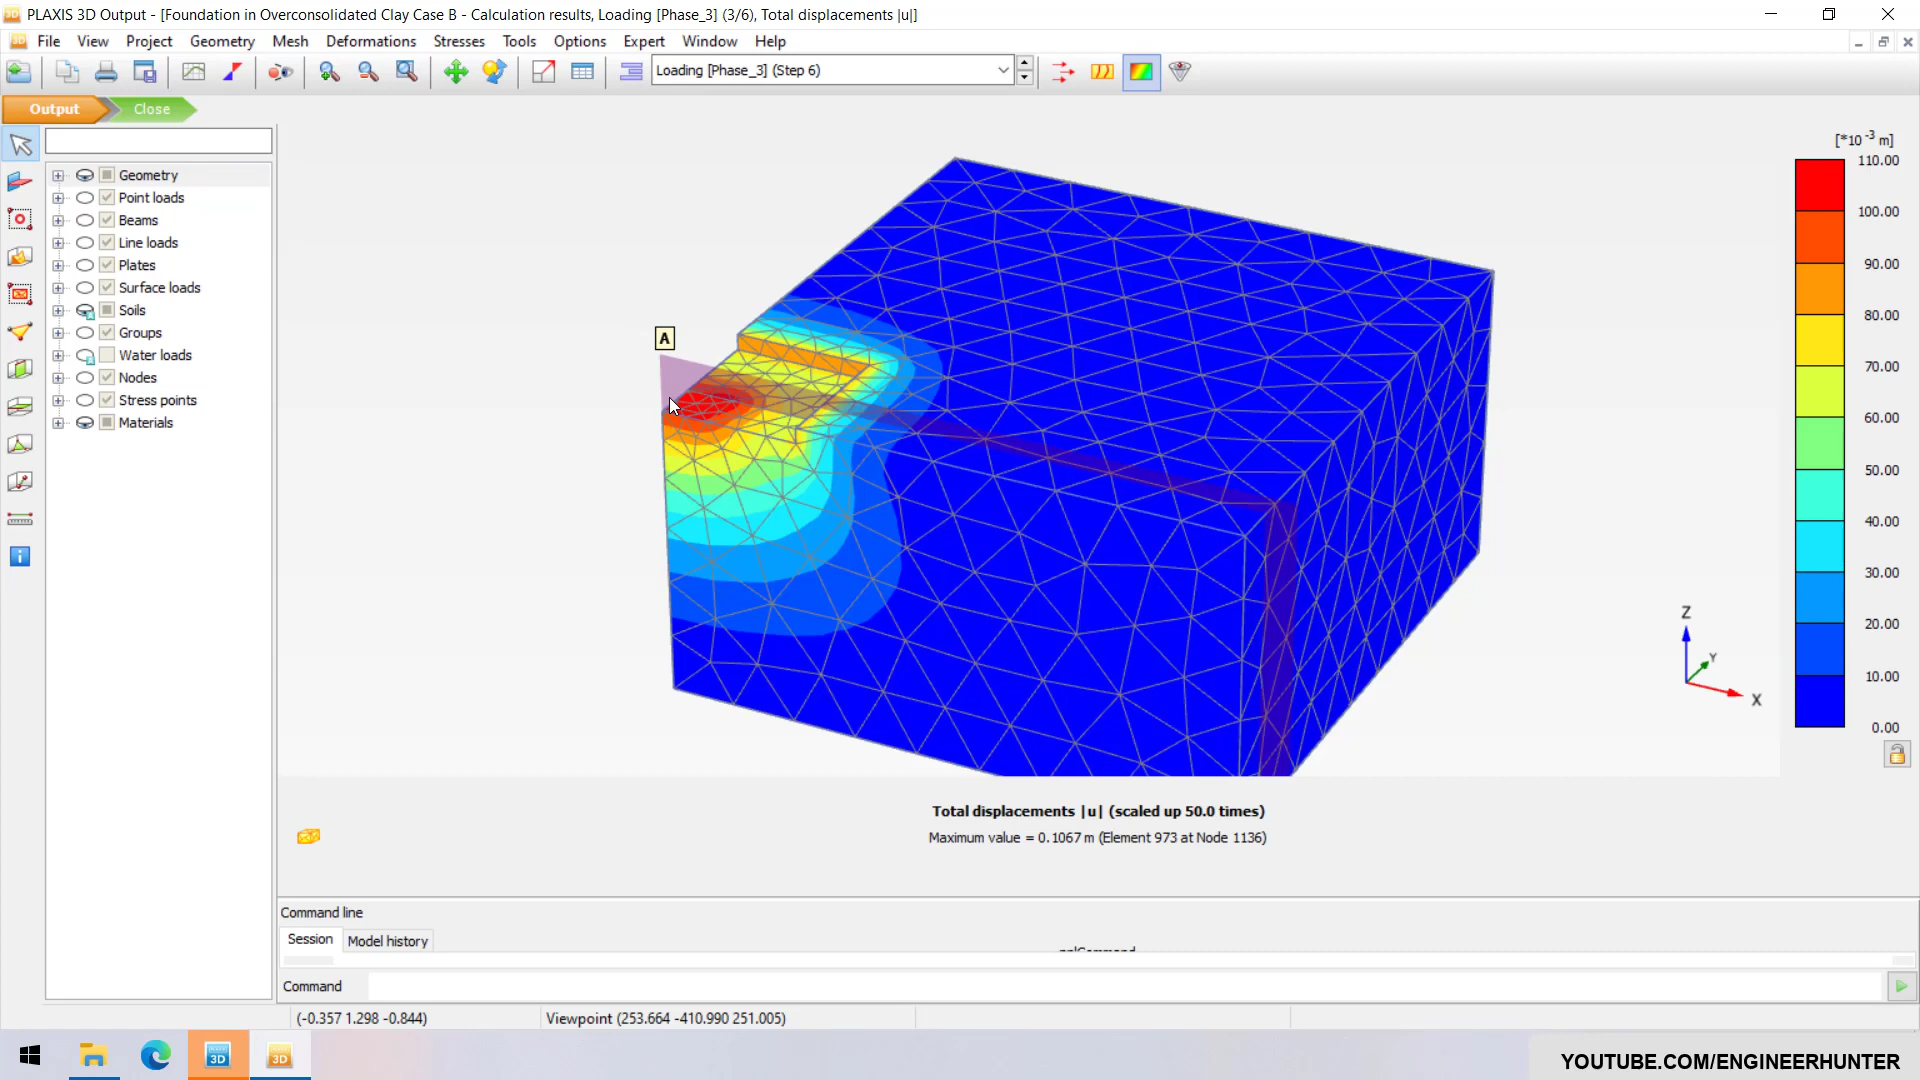 PLAXIS 3D Output - [Foundation in Overconsolidated Clay Case B - Calculation results, Loading [Phase_3] (3/6), Total displacements |u|]
File View Project Geometry Mesh Deformations Stresses Tools Options Expert Window Help
Loading [Phase_3] (Step 6)
Output Close
Geometry
Point loads
Beams
Line loads
Plates
Surface loads
Soils
Groups
Water loads
Nodes
Stress points
Materials
A
[*10-3 m]
110.00
100.00
90.00
80.00
70.00
60.00
50.00
40.00
30.00
20.00
10.00
0.00
Z
Y
X
Total displacements |u| (scaled up 50.0 times)
Maximum value = 0.1067 m (Element 973 at Node 1136)
Command line
Session Model history
Command
(-0.357 1.298 -0.844) Viewpoint (253.664 -410.990 251.005)
3D 3D
YOUTUBE.COM/ENGINEERHUNTER